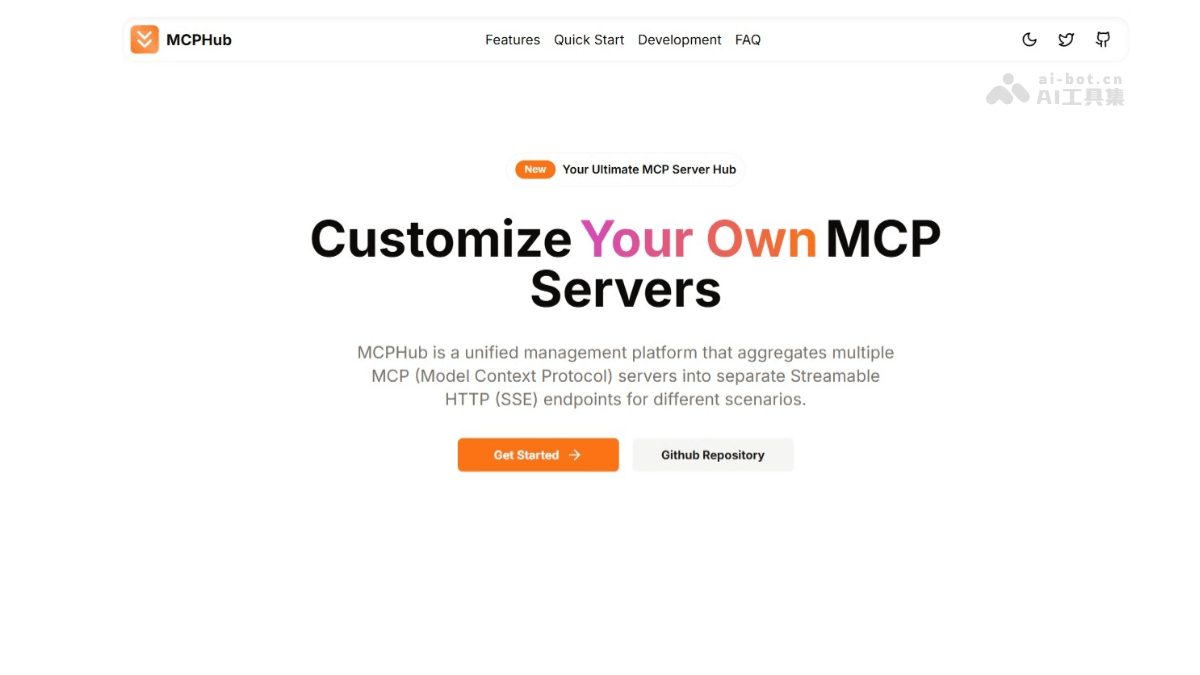 MCPHub
Features Quick Start Development FAQ
ai-bot.cn
AI工具集
New Your Ultimate MCP Server Hub
Customize Your Own MCP
Servers
MCPHub is a unified management platform that aggregates multiple
MCP (Model Context Protocol) servers into separate Streamable
HTTP (SSE) endpoints for different scenarios.
Get Started
Github Repository